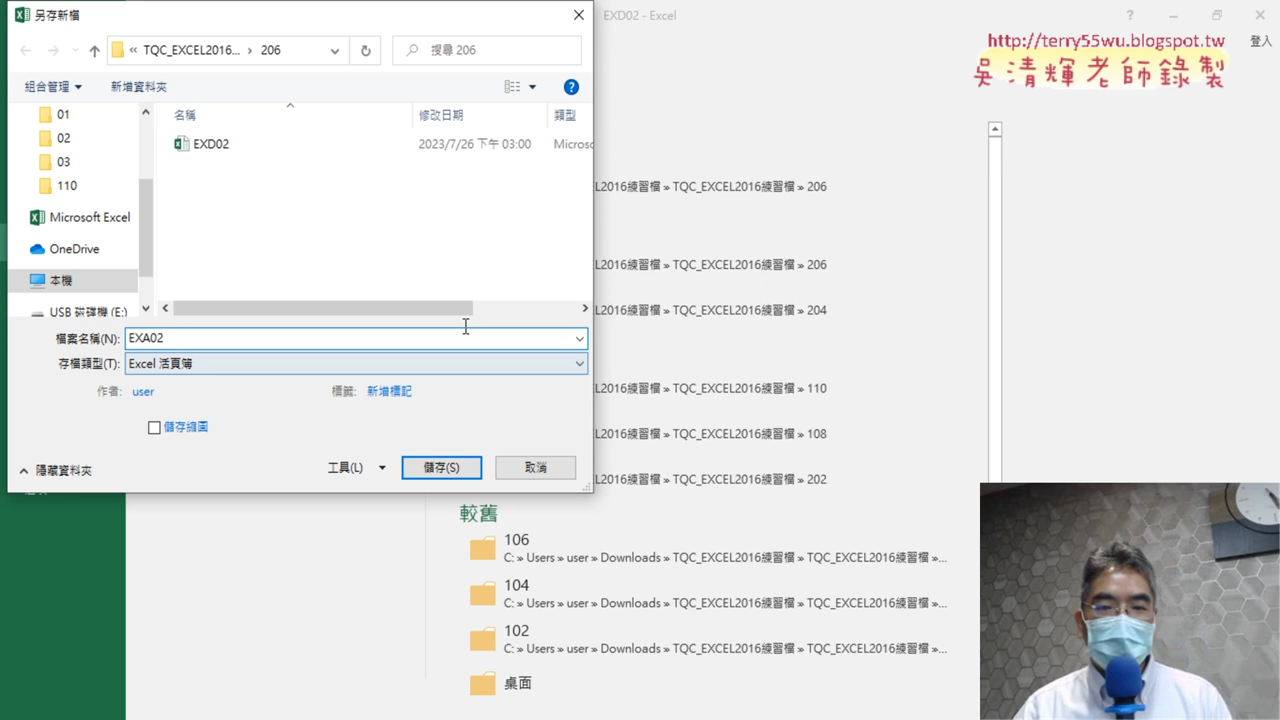 另存新檔
EXD02 - Excel
?
登入
http://terry55wu.blogspot.tw
吳清輝老師錄製
« TQC_EXCEL2016... › 206
搜尋 206
組合管理
新增資料夾
名稱
修改日期
類型
EXD02
2023/7/26 下午 03:00
Microso
01
02
03
110
Microsoft Excel
OneDrive
本機
USB 磁碟機 (E:)
檔案名稱(N):
EXA02
存檔類型(T):
Excel 活頁簿
作者:
user
標籤:
新增標記
儲存縮圖
隱藏資料夾
工具(L)
儲存(S)
取消
L2016練習檔 » TQC_EXCEL2016練習檔 » 206
L2016練習檔 » TQC_EXCEL2016練習檔 » 206
L2016練習檔 » TQC_EXCEL2016練習檔 » 204
L2016練習檔 » TQC_EXCEL2016練習檔 » 110
L2016練習檔 » TQC_EXCEL2016練習檔 » 108
L2016練習檔 » TQC_EXCEL2016練習檔 » 202
較舊
106
C: » Users » user » Downloads » TQC_EXCEL2016練習檔 » TQC_EXCEL2016練習檔 »...
104
C: » Users » user » Downloads » TQC_EXCEL2016練習檔 » TQC_EXCEL2016練習檔 »...
102
C: » Users » user » Downloads » TQC_EXCEL2016練習檔 » TQC_EXCEL2016練習檔 »...
桌面